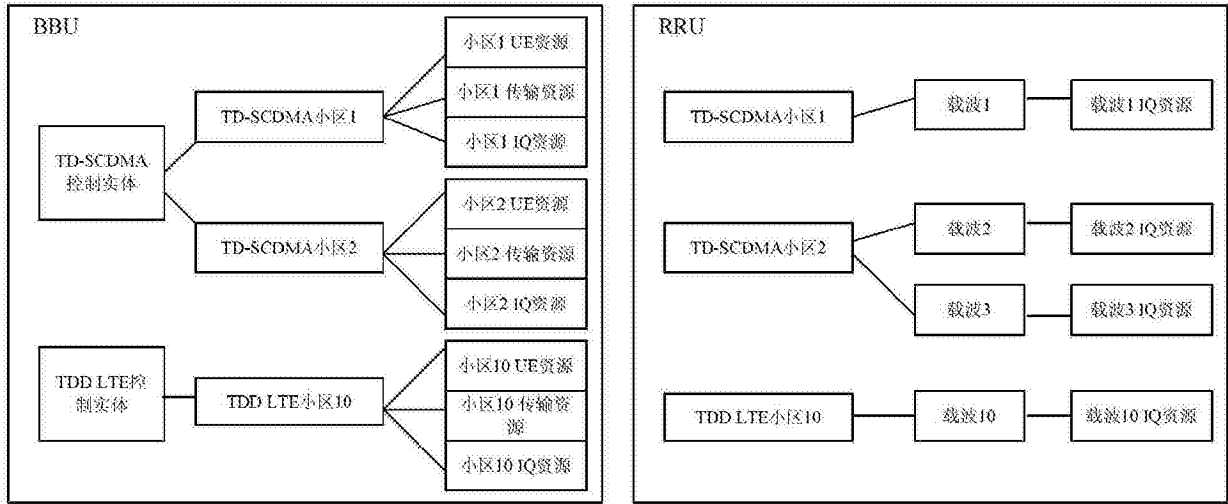 BBU
TD-SCDMA
控制实体
TD-SCDMA小区1
小区1 UE资源
小区1 传输资源
小区1 IQ资源
TD-SCDMA小区2
小区2 UE资源
小区2 传输资源
小区2 IQ资源
TDD LTE控
制实体
TDD LTE小区10
小区10 UE资源
小区10 传输资
源
小区10 IQ资源
RRU
TD-SCDMA小区1
载波1
载波1 IQ资源
TD-SCDMA小区2
载波2
载波2 IQ资源
载波3
载波3 IQ资源
TDD LTE小区10
载波10
载波10 IQ资源